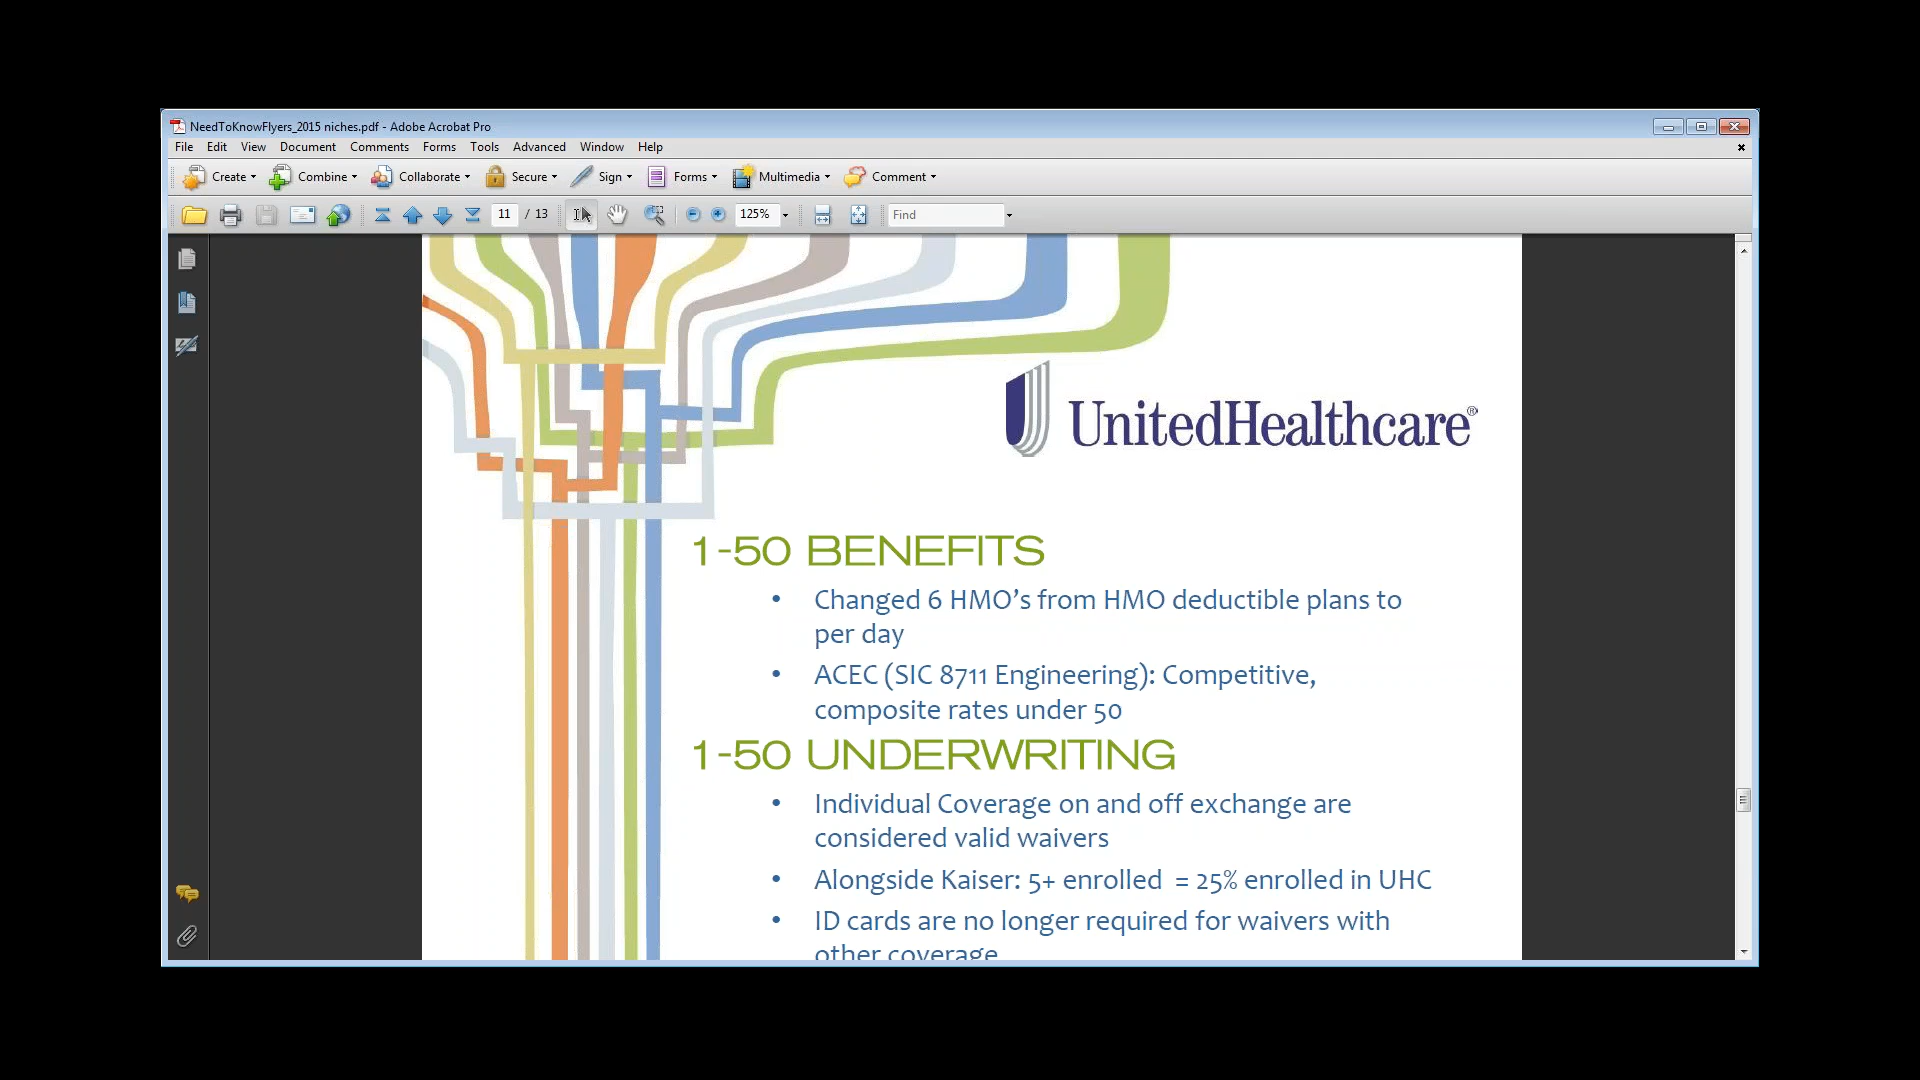 NeedToKnowFlyers_2015 niches.pdf - Adobe Acrobat Pro
File Edit View Document Comments Forms Tools Advanced Window Help
Create Combine Collaborate Secure Sign Forms Multimedia Comment
11 / 13 125% Find
UnitedHealthcare®
1-50 BENEFITS
• Changed 6 HMO’s from HMO deductible plans to
per day
• ACEC (SIC 8711 Engineering): Competitive,
composite rates under 50
1-50 UNDERWRITING
• Individual Coverage on and off exchange are
considered valid waivers
• Alongside Kaiser: 5+ enrolled = 25% enrolled in UHC
• ID cards are no longer required for waivers with
other coverage